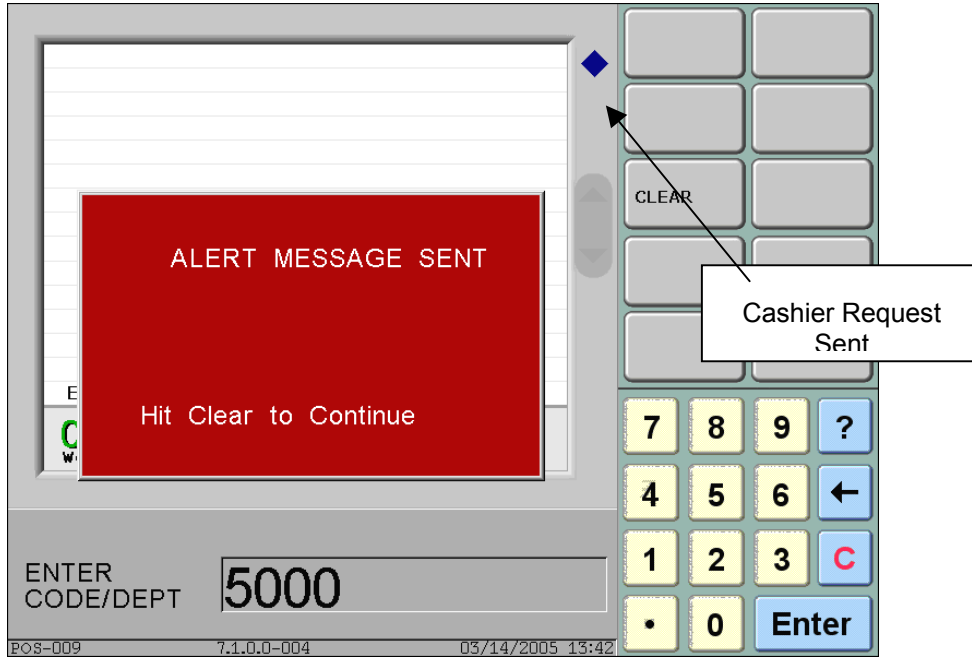 CLEAR
ALERT MESSAGE SENT
Cashier Request
Sent
E
Hit Clear to Continue
7 8 9 ?
4 5 6 ←
1 2 3 C
ENTER
CODE/DEPT
5000
• 0 Enter
POS-009 7.1.0.0-004 03/14/2005 13:42